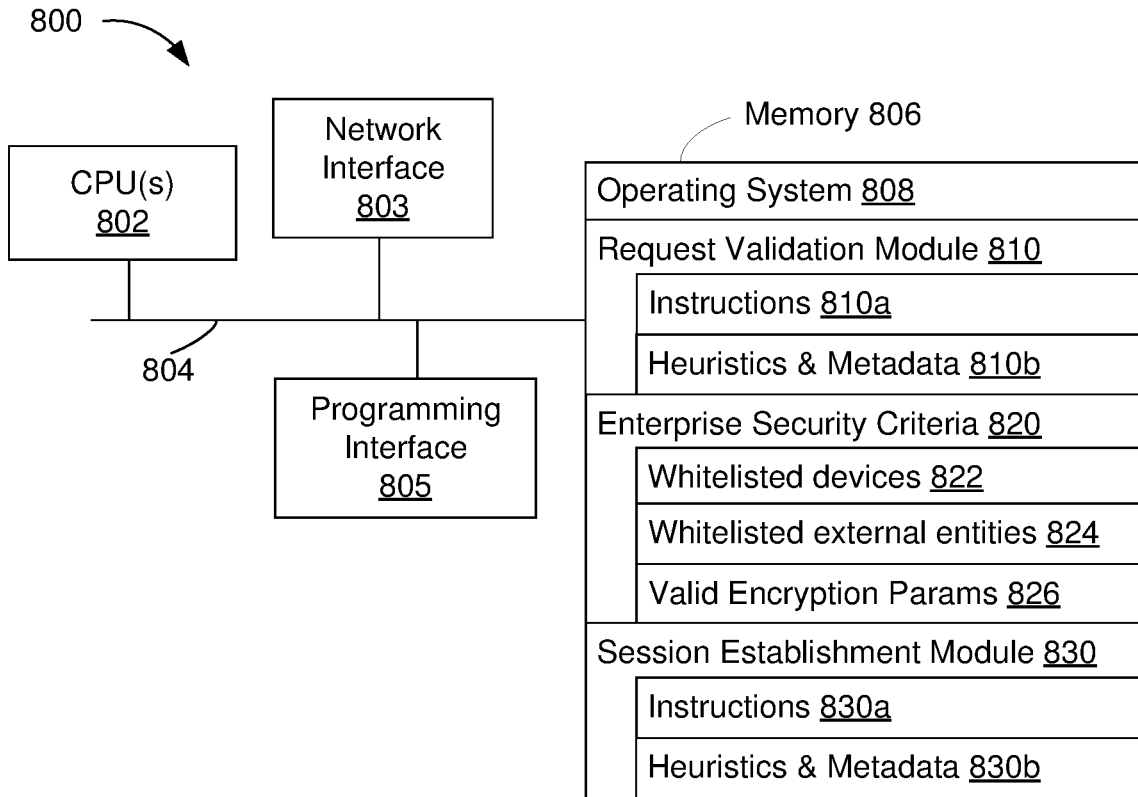 800
CPU(s)
802
Network
Interface
803
804
Programming
Interface
805
Memory 806
Operating System 808
Request Validation Module 810
Instructions 810a
Heuristics & Metadata 810b
Enterprise Security Criteria 820
Whitelisted devices 822
Whitelisted external entities 824
Valid Encryption Params 826
Session Establishment Module 830
Instructions 830a
Heuristics & Metadata 830b